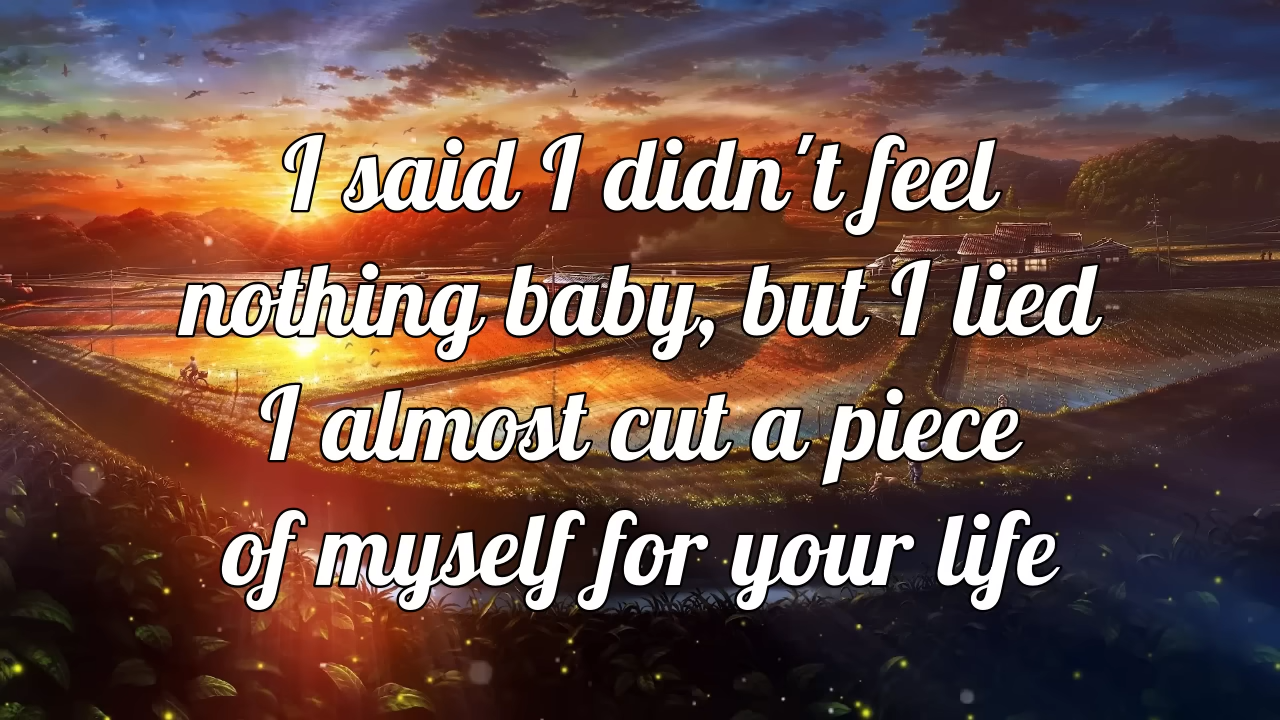 I said I didn't feel
nothing baby, but I lied
I almost cut a piece
of myself for your life